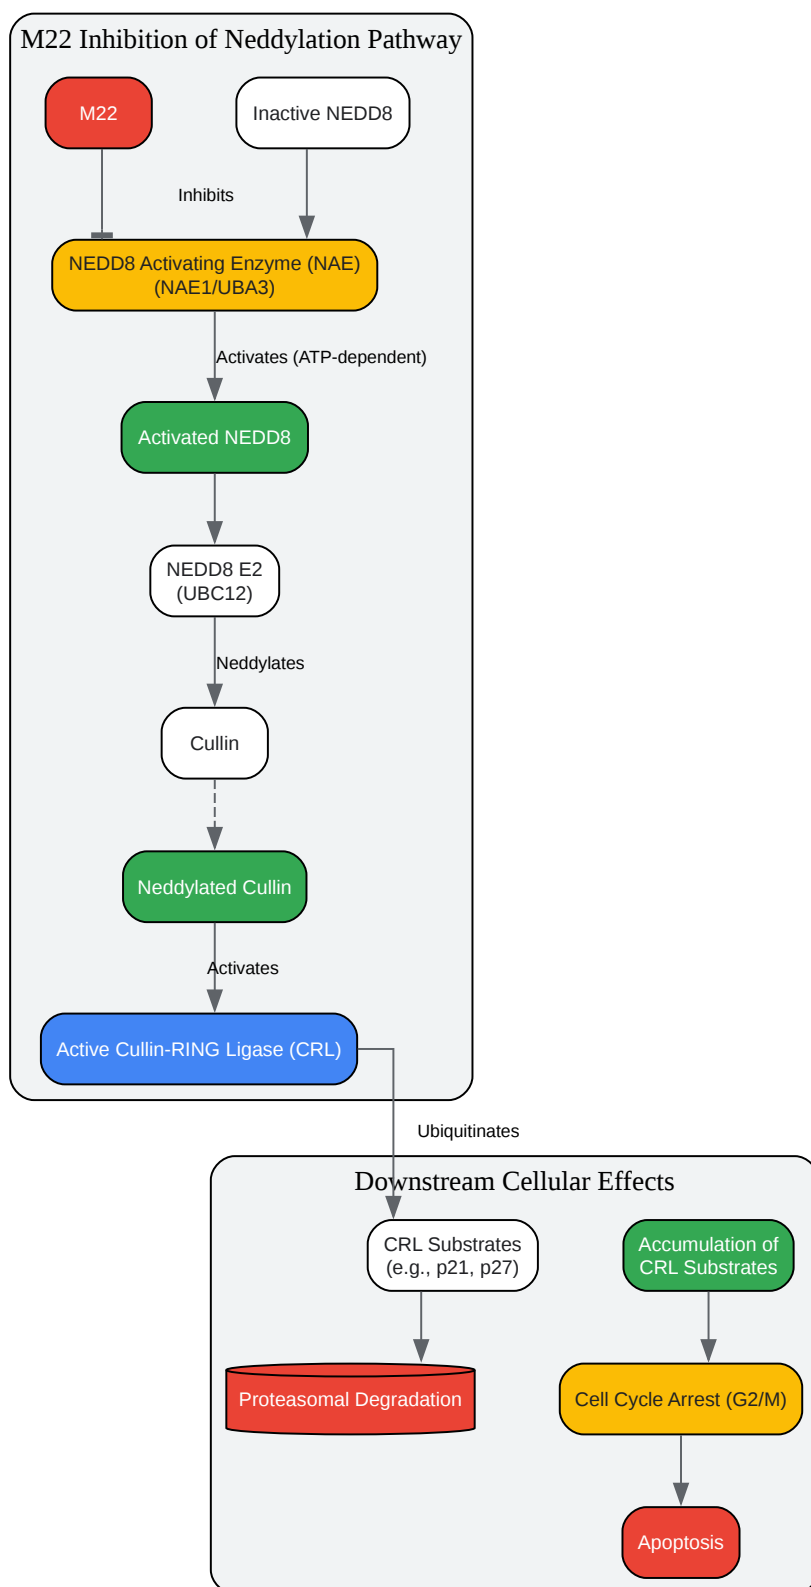 M22 Inhibition of Neddylation Pathway
M22
Inactive NEDD8
Inhibits
NEDD8 Activating Enzyme (NAE)
(NAE1/UBA3)
Activates (ATP-dependent)
Activated NEDD8
NEDD8 E2
(UBC12)
Neddylates
Cullin
Neddylated Cullin
Activates
Active Cullin-RING Ligase (CRL)
Ubiquitinates
Downstream Cellular Effects
CRL Substrates
(e.g., p21, p27)
Accumulation of
CRL Substrates
Proteasomal Degradation
Cell Cycle Arrest (G2/M)
Apoptosis